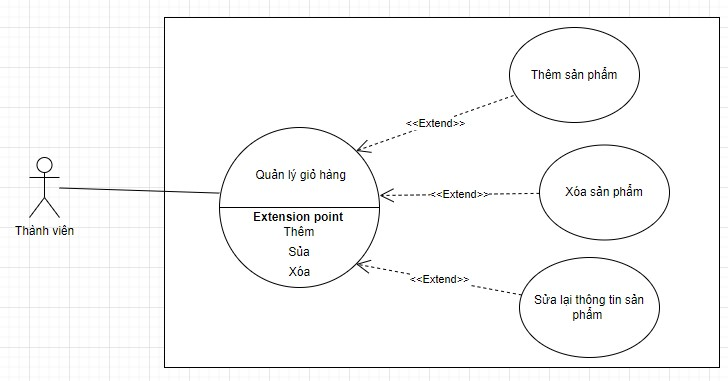 Thêm sản phẩm
<<Extend>>
Quản lý giỏ hàng
Xóa sản phẩm
<<Extend>>
Extension point
Thêm
Sủa
Xóa
Thành viên
<<Extend>>
Sửa lại thông tin sản
phẩm